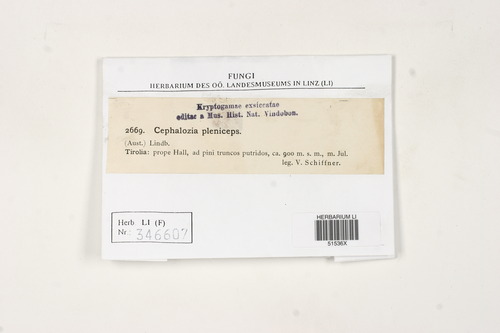 FUNGI
HERBARIUM DES OÖ. LANDESMUSEUMS IN LINZ (LI)
Kryptogamae exsiccatae
editae a Mus. Hist. Nat. Vindobon.
2669. Cephalozia pleniceps.
(Aust.) Lindb.
Tirolia: prope Hall, ad pini truncos putridos, ca. 900 m. s. m., m. Jul.
leg. V. Schiffner.
Herb LI (F)
Nr.: 346607
HERBARIUM LI
51536X